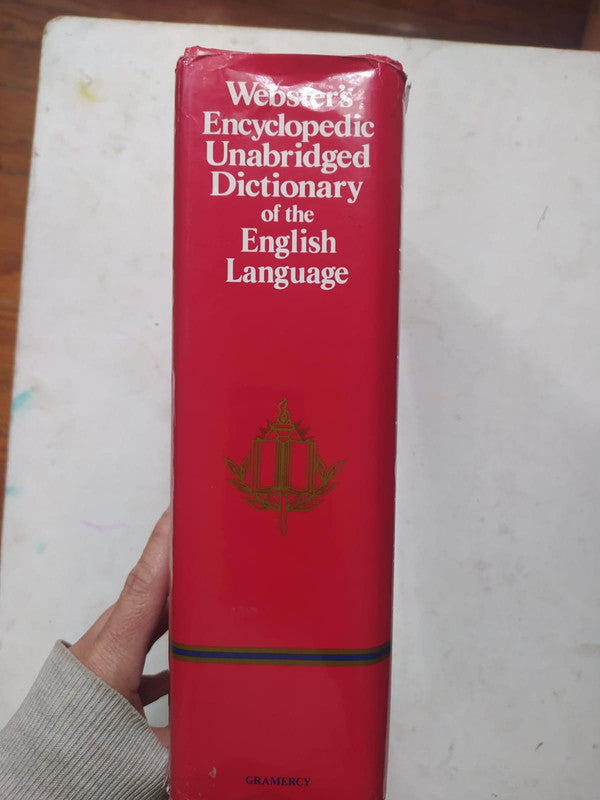 Webster's
Encyclopedic
Unabridged
Dictionary
of the
English
Language
GRAMERCY